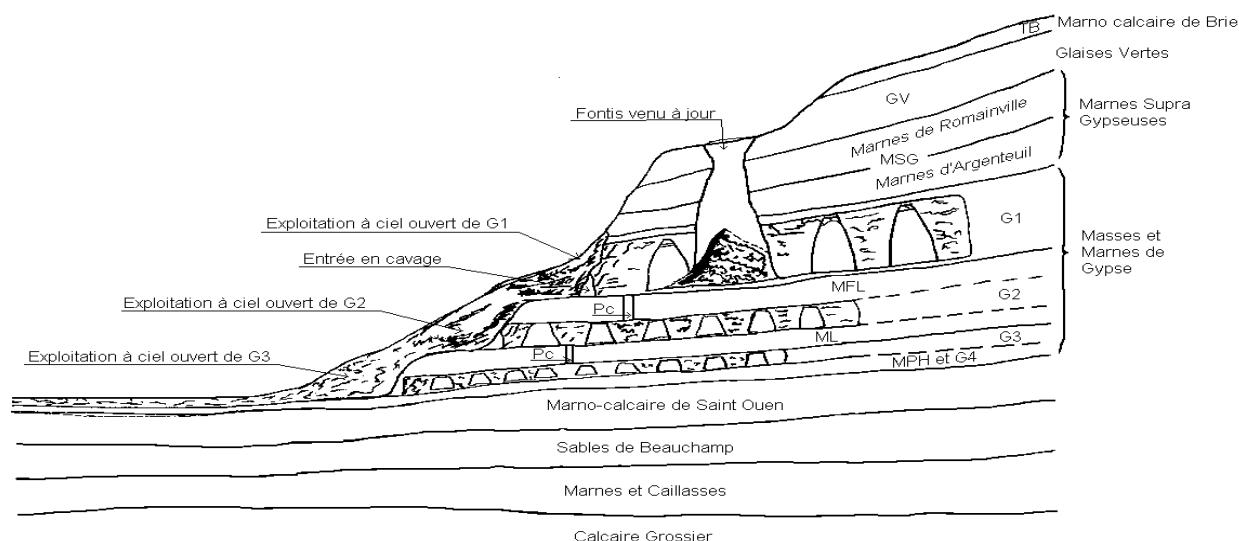 Marno calcaire de Brie
TB
Glaises Vertes
GV
Fontis venu à jour
Marnes Supra
Gypseuses
Marnes de Romainville
MSG
Marnes d'Argenteuil
Exploitation à ciel ouvert de G1
G1
Masses et
Marnes de
Gypse
Entrée en cavage
MFL
G2
Exploitation à ciel ouvert de G2
Pc
ML
G3
Exploitation à ciel ouvert de G3
Pc
MPH et G4
Marno-calcaire de Saint Ouen
Sables de Beauchamp
Marnes et Caillasses
Calcaire Grossier